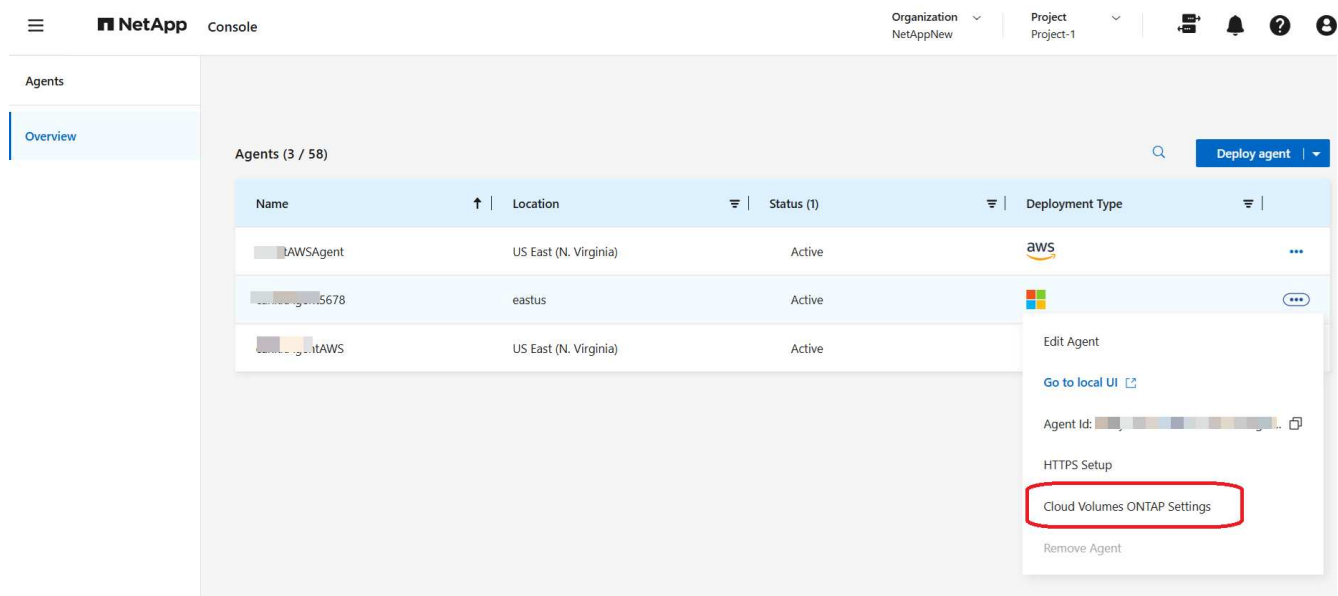 NetApp Console
Organization
NetAppNew
Project
Project-1
Agents
Overview
Agents (3 / 58)
Deploy agent
Name Location Status (1) Deployment Type
tAWSAgent US East (N. Virginia) Active aws
5678 eastus Active
ntAWS US East (N. Virginia) Active
Edit Agent
Go to local UI
Agent Id:
HTTPS Setup
Cloud Volumes ONTAP Settings
Remove Agent